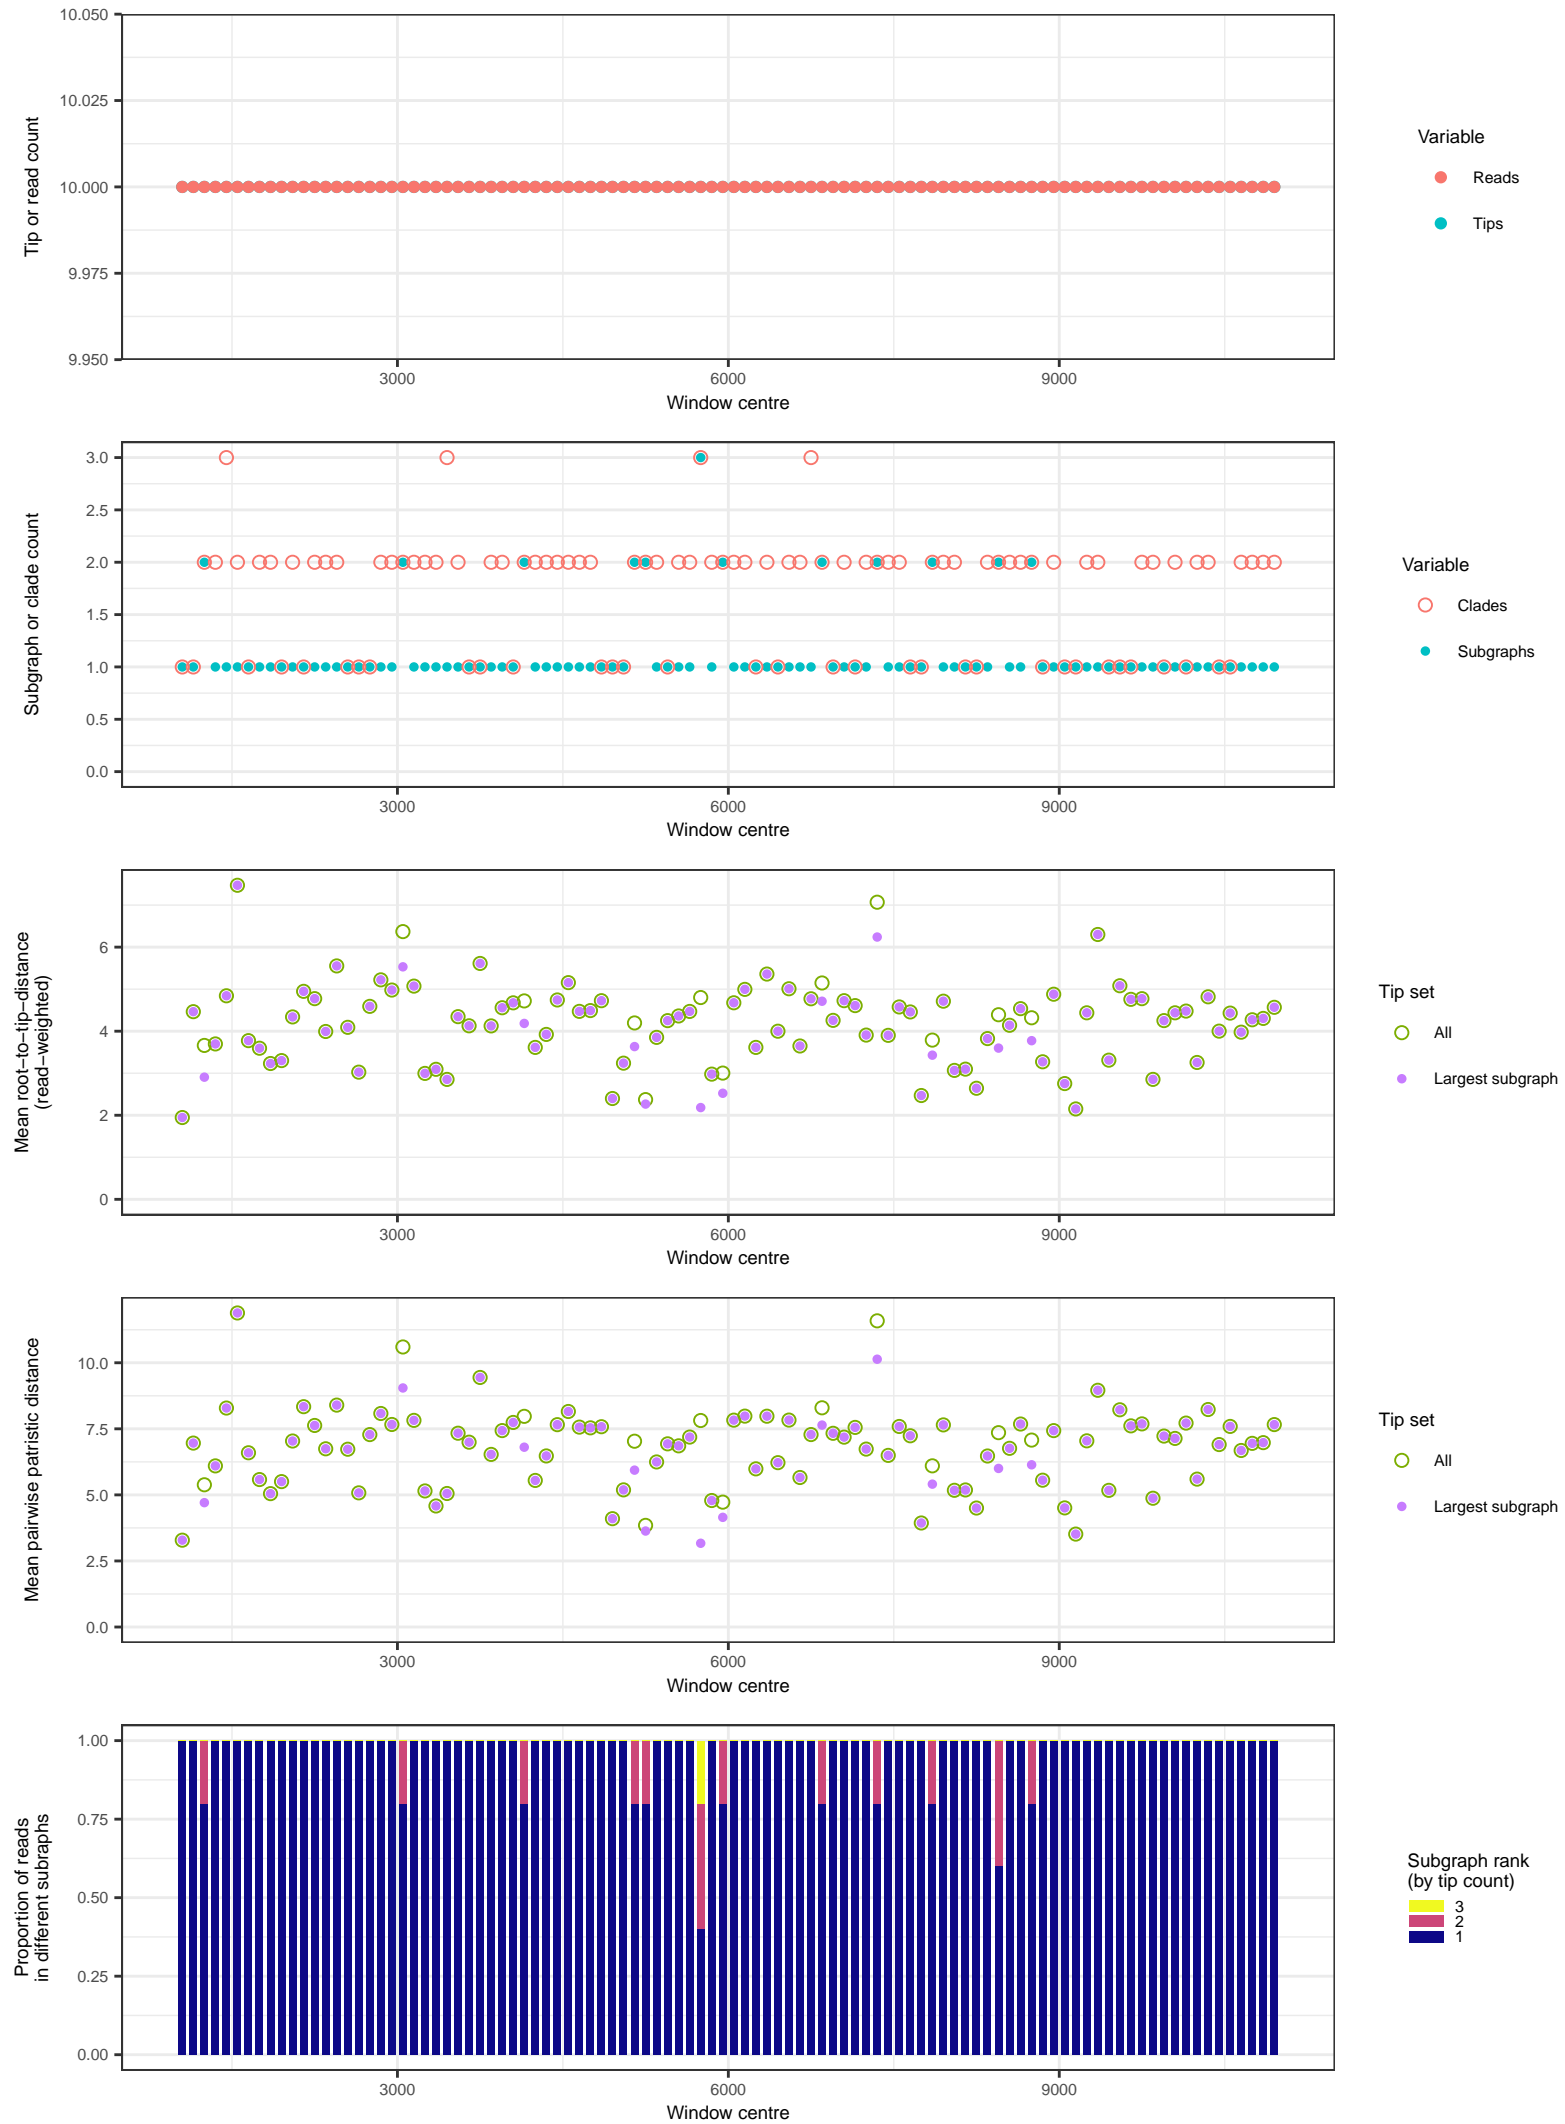 10.050
10.025
10.000
9.975
9.950
Tip or read count
3000
6000
9000
Window centre
Variable
Reads
Tips
3.0
2.5
2.0
1.5
1.0
0.5
0.0
Subgraph or clade count
3000
6000
9000
Window centre
Variable
Clades
Subgraphs
6
4
2
0
Mean root−to−tip−distance
(read−weighted)
3000
6000
9000
Window centre
Tip set
All
Largest subgraph
10.0
7.5
5.0
2.5
0.0
Mean pairwise patristic distance
3000
6000
9000
Window centre
Tip set
All
Largest subgraph
1.00
0.75
0.50
0.25
0.00
Proportion of reads
in different subraphs
3000
6000
9000
Window centre
Subgraph rank
(by tip count)
3
2
1